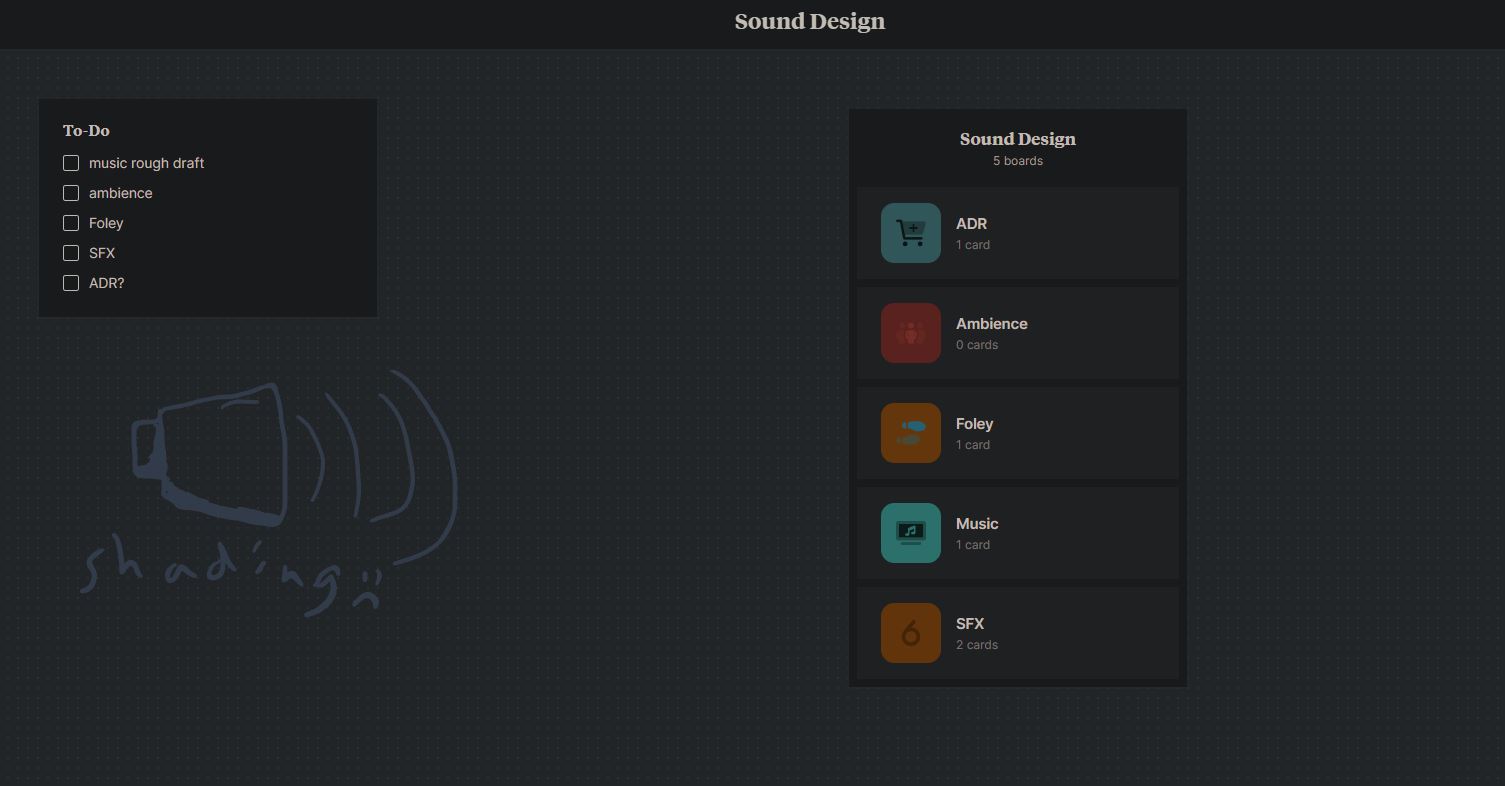 Sound Design
To-Do
music rough draft
ambience
Foley
SFX
ADR?
shading
Sound Design
5 boards
ADR
1 card
Ambience
0 cards
Foley
1 card
Music
1 card
6
SFX
2 cards